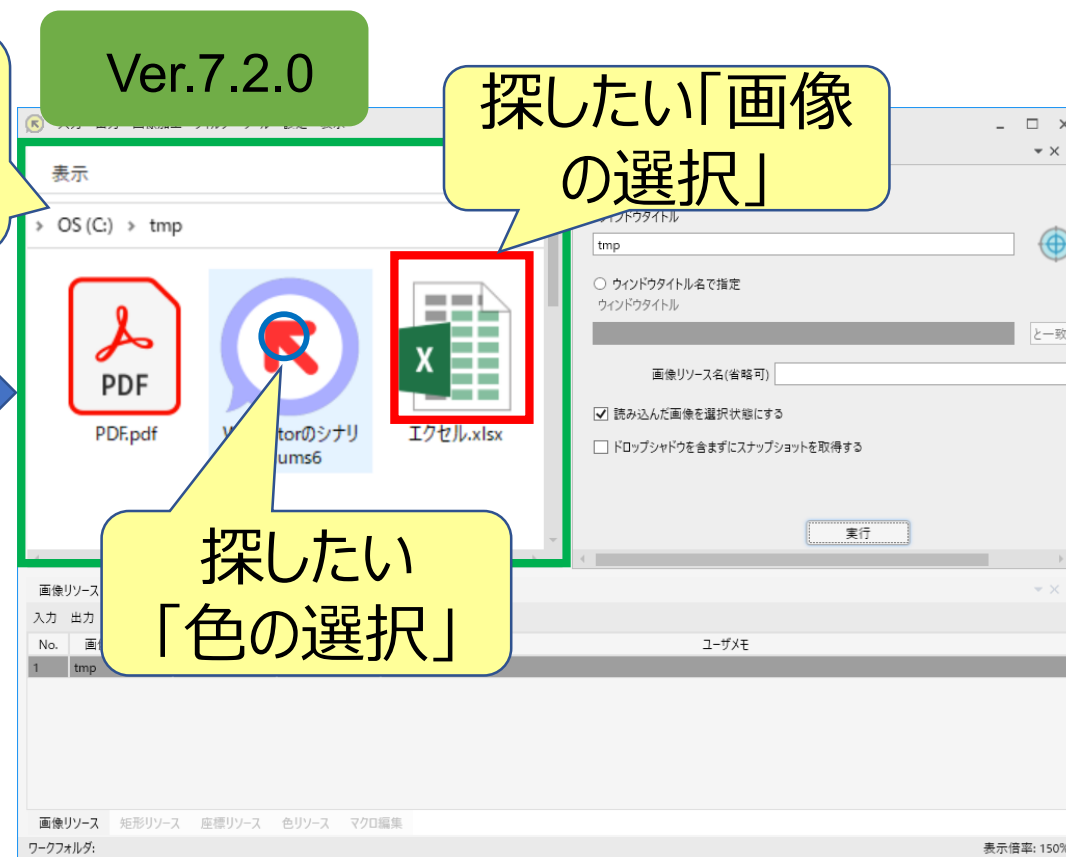 Ver.7.2.0
探したい「画像
の選択」
表示
OS (C:) tmp
ウィンドウタイトル
tmp
ウィンドウタイトル名で指定
ウィンドウタイトル
と一致
画像リソース名(省略可)
読み込んだ画像を選択状態にする
ドロップシャドウを含まずにスナップショットを取得する
実行
PDF
X
PDF.pdf
torのシナリ
エクセル.xlsx
ums6
探したい
「色の選択」
画像リソース
入力 出力
No. ユーザメモ
1 tmp
画像リソース 矩形リソース 座標リソース 色リソース マクロ編集
ワークフォルダ: 表示倍率: 150%